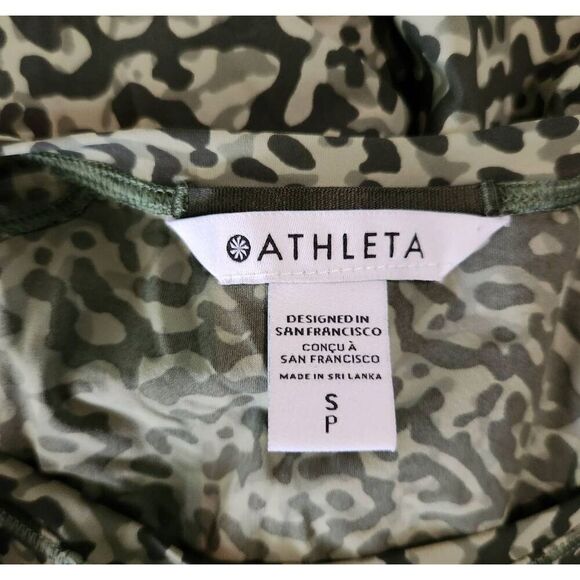 ATHLETA
DESIGNED IN
SAN FRANCISCO
CONÇU À
SAN FRANCISCO
MADE IN SRI LANKA
S
P